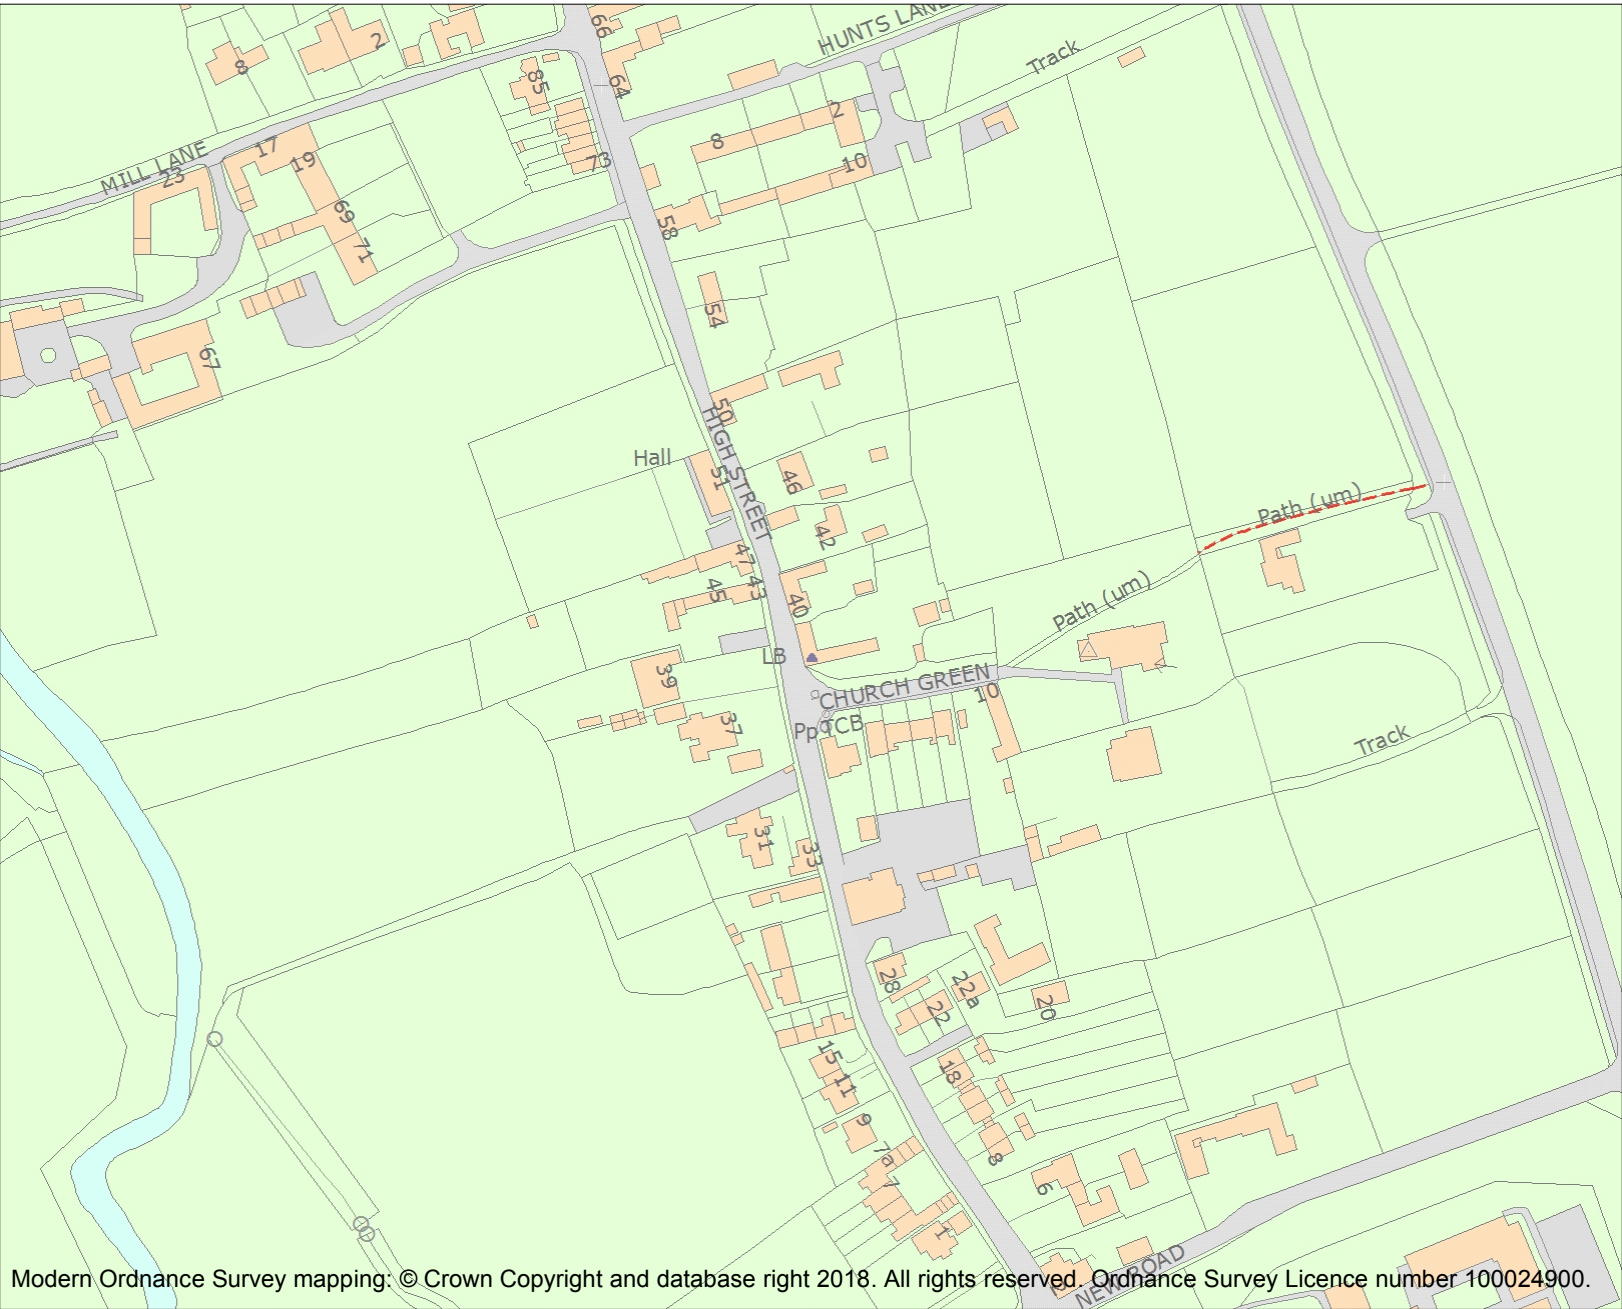 66
2
8
HUNTS LANE
Track
85
64
2
8
17
19
MILL LANE
23
73
10
69
58
71
54
67
50
HIGH STREET
Hall
51
46
Path (um)
42
47
43
45
40
Path (um)
LB
39
CHURCH GREEN
10
37
Pp
TCB
Track
31
33
28
22a
22
20
15
11
18
9
7a
8
7
6
1
2
NEW ROAD
Modern Ordnance Survey mapping: © Crown Copyright and database right 2018. All rights reserved. Ordnance Survey Licence number 100024900.